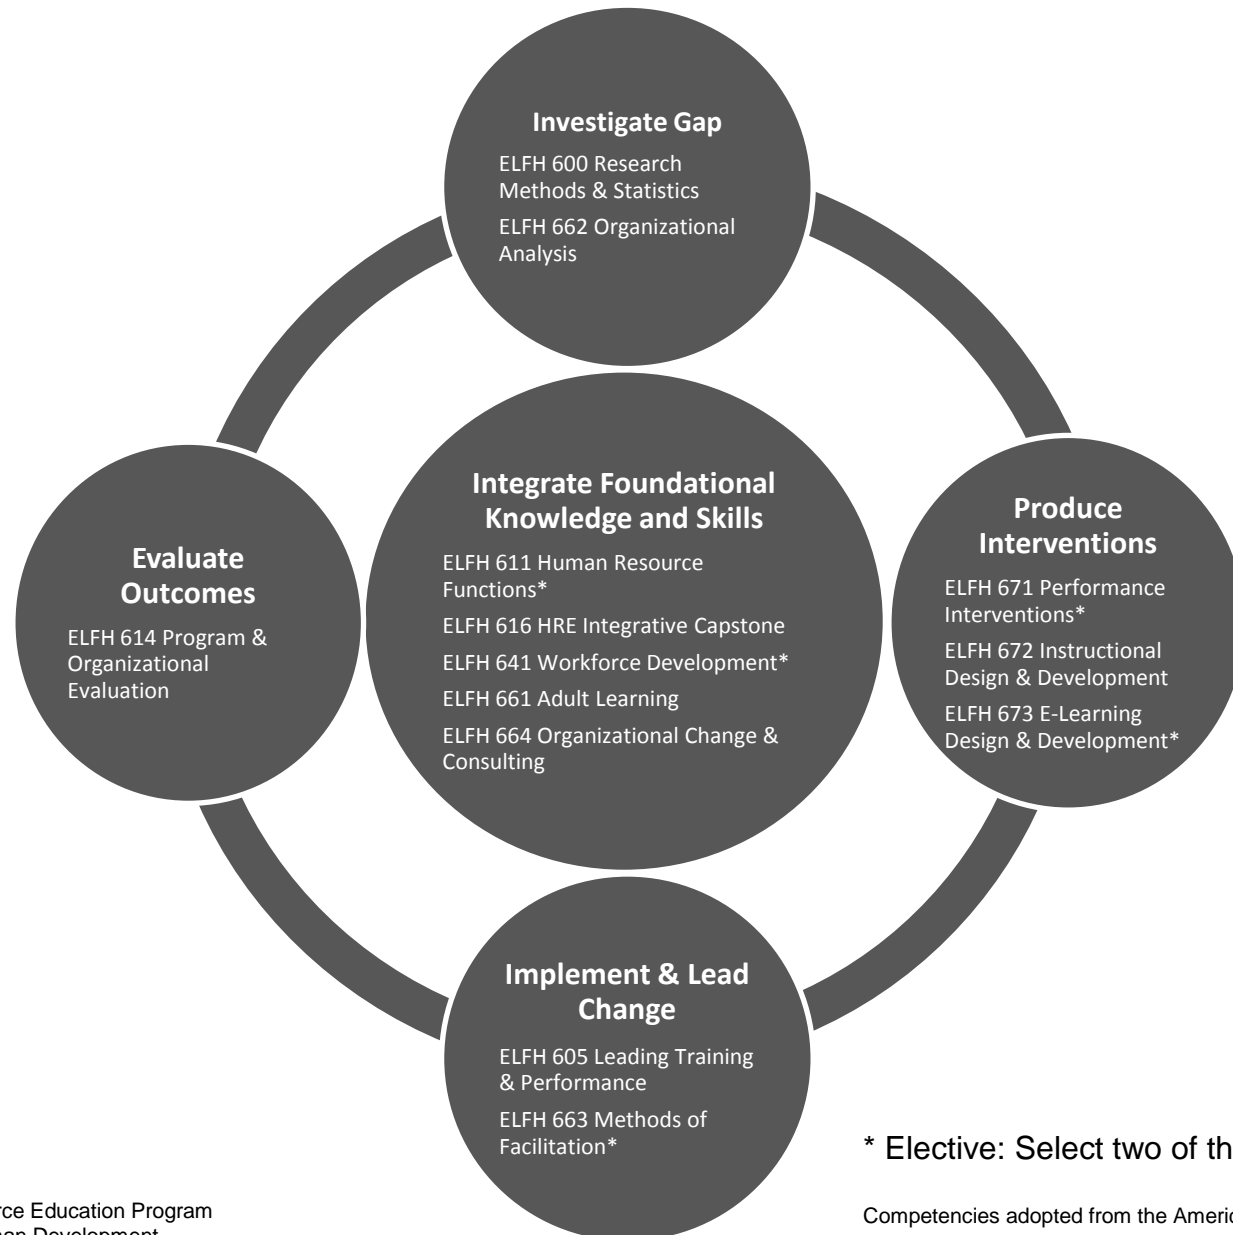 Investigate Gap
ELFH 600 Research
Methods & Statistics
ELFH 662 Organizational
Analysis
Integrate Foundational
Knowledge and Skills
ELFH 611 Human Resource
Functions*
ELFH 616 HRE Integrative Capstone
ELFH 641 Workforce Development*
ELFH 661 Adult Learning
ELFH 664 Organizational Change &
Consulting
Produce
Interventions
ELFH 671 Performance
Interventions*
ELFH 672 Instructional
Design & Development
ELFH 673 E-Learning
Design & Development*
Evaluate
Outcomes
ELFH 614 Program &
Organizational
Evaluation
Implement & Lead
Change
ELFH 605 Leading Training
& Performance
ELFH 663 Methods of
Facilitation*
* Elective: Select two of
Education Program
Development
Competencies adopted from the